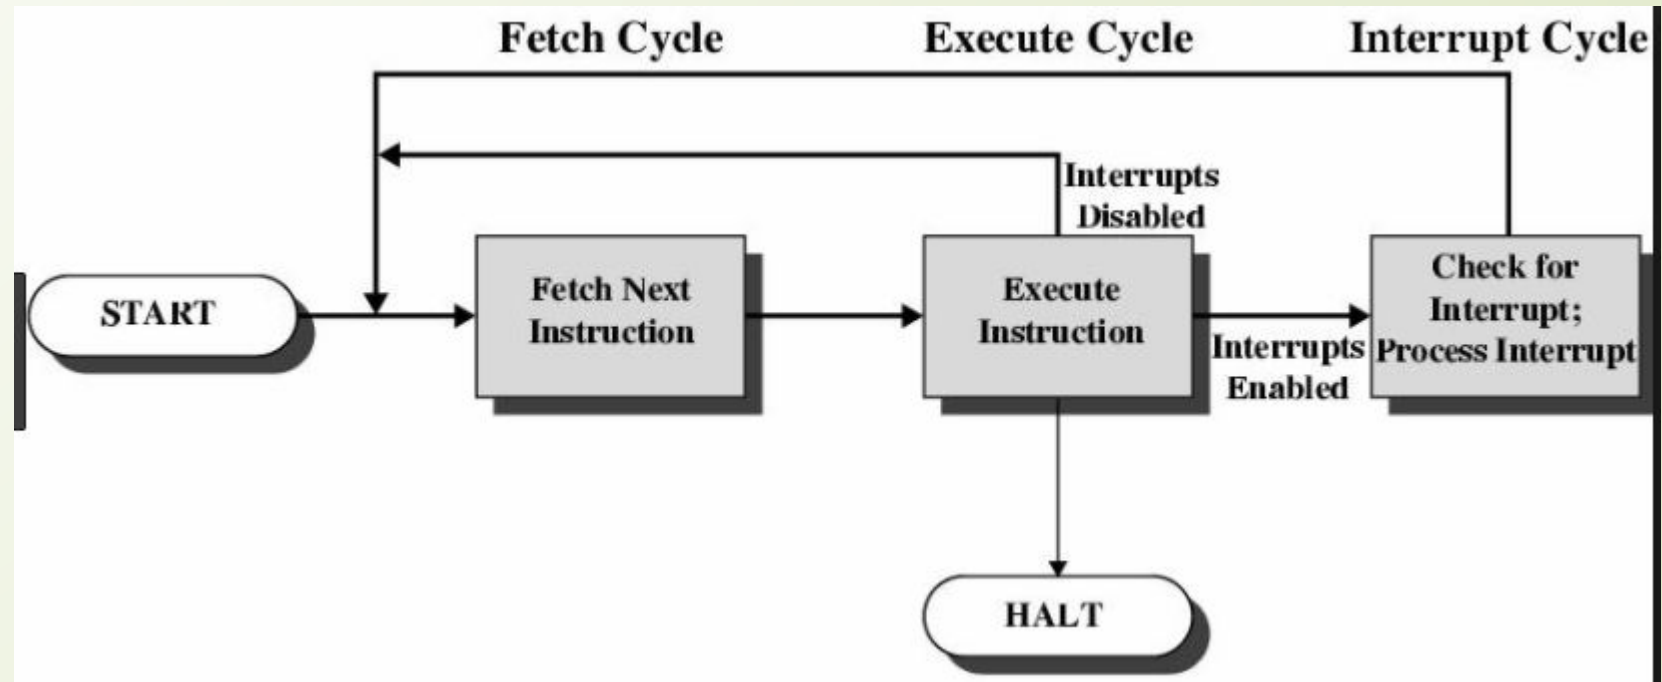 Fetch Cycle
Execute Cycle
Interrupt Cycle
Interrupts
Disabled
START
Fetch Next
Instruction
Execute
Instruction
Interrupts
Enabled
Check for
Interrupt;
Process Interrupt
HALT